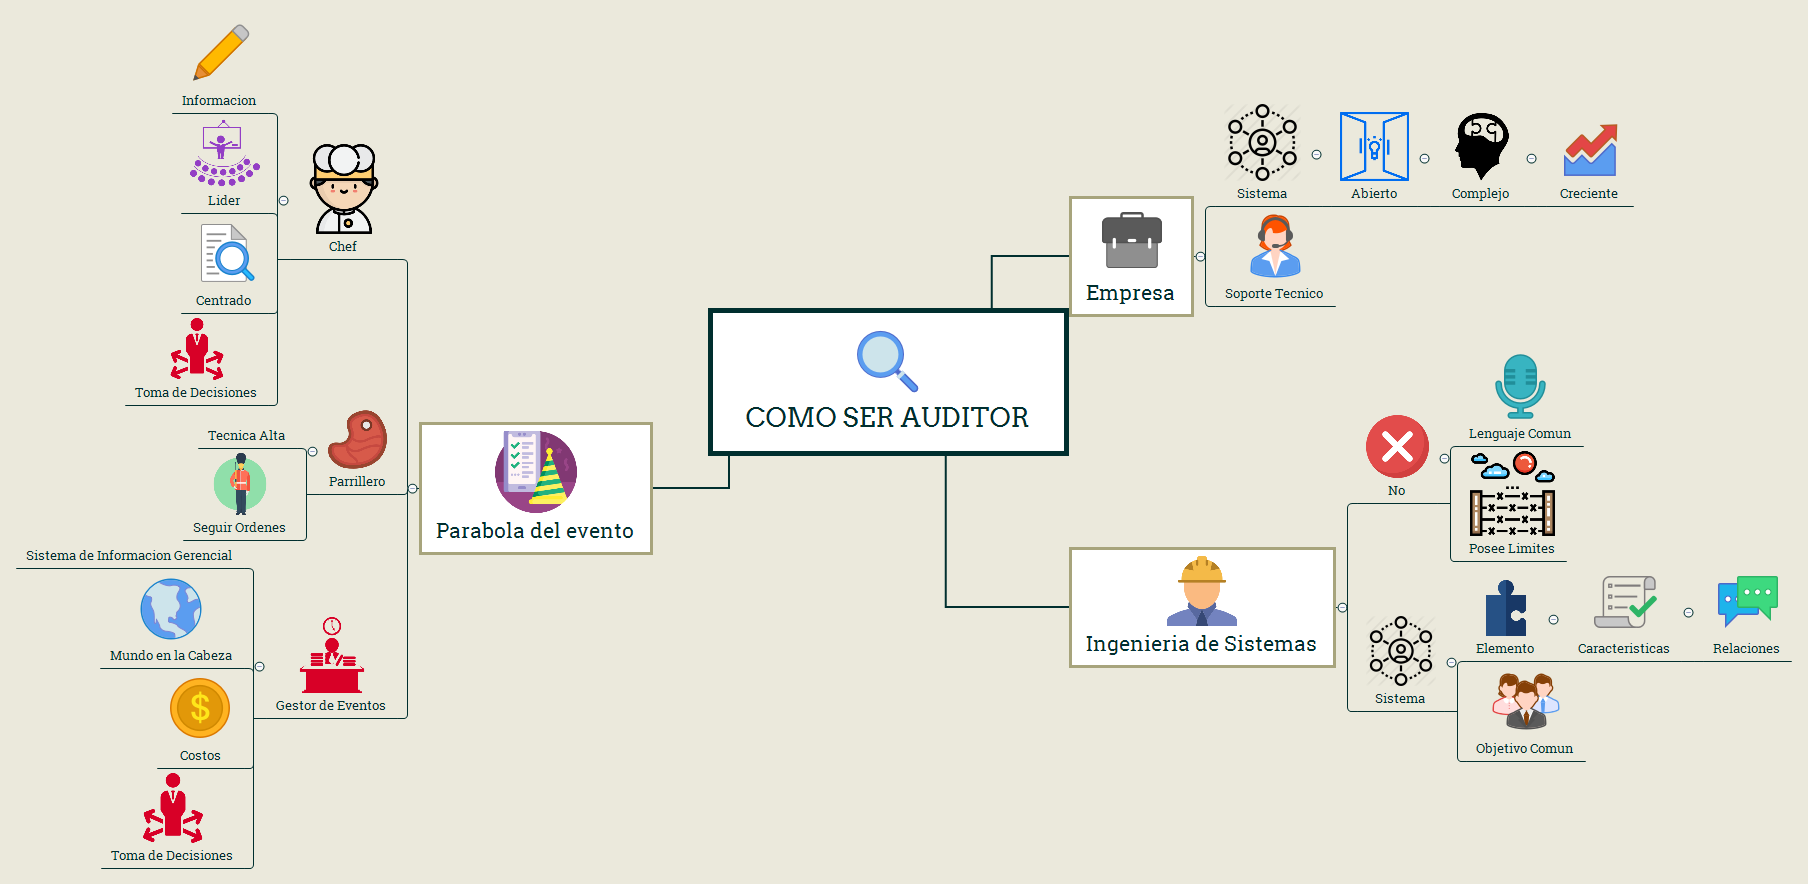 COMO SER AUDITOR
Empresa
Sistema
Abierto
Complejo
Creciente
Soporte Tecnico
Ingenieria de Sistemas
No
Lenguaje Comun
Posee Limites
Sistema
Elemento
Caracteristicas
Relaciones
Objetivo Comun
Parabola del evento
Chef
Informacion
Lider
Centrado
Toma de Decisiones
Parrillero
Tecnica Alta
Seguir Ordenes
Gestor de Eventos
Sistema de Informacion Gerencial
Mundo en la Cabeza
Costos
Toma de Decisiones